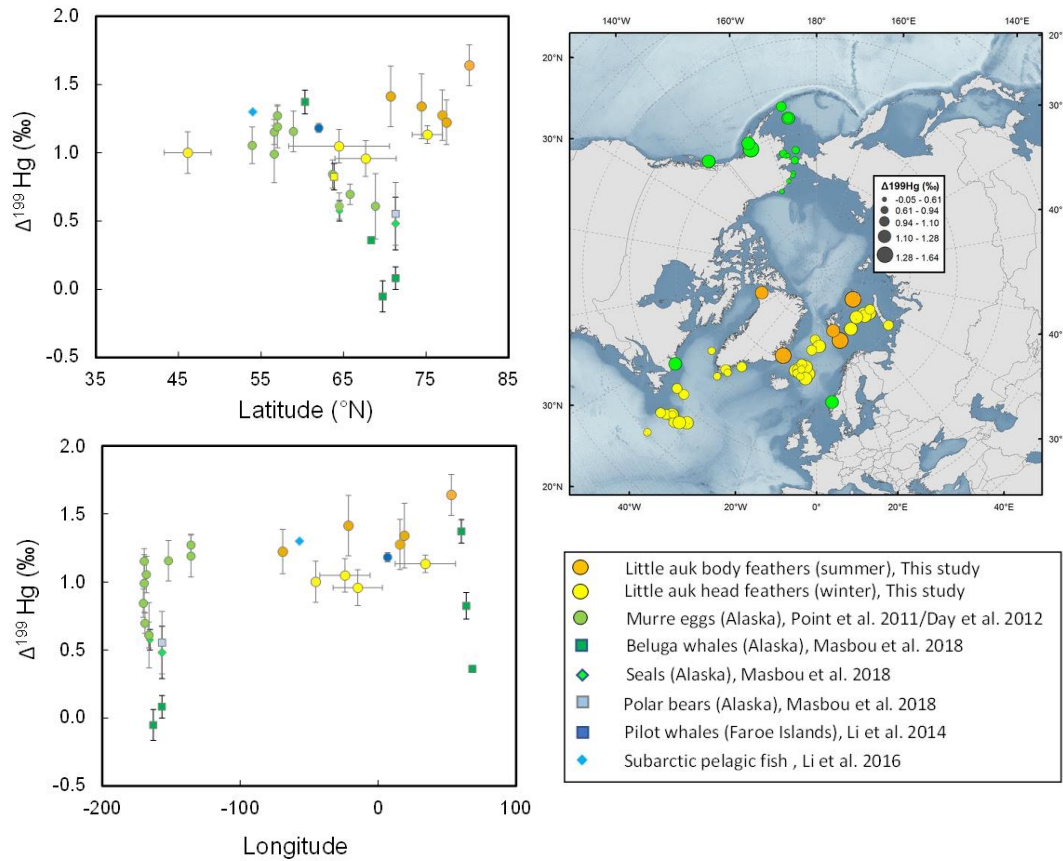 2.0
1.5
1.0
0.5
0.0
-0.5
Δ199 Hg (‰)
35 45 55 65 75 85
Latitude (°N)
2.0
1.5
1.0
0.5
0.0
-0.5
Δ199 Hg (‰)
-200 -100 0 100
Longitude
140°W 160°W 180° 160°E 140°E
20°N 20°
30°N 30°
40°
40°
30°N 30°
20°N
40°W 20°W 0° 20°E 40°E
Δ199Hg (‰)
-0.05 - 0.61
0.61 - 0.94
0.94 - 1.10
1.10 - 1.28
1.28 - 1.64
Little auk body feathers (summer), This study
Little auk head feathers (winter), This study
Murre eggs (Alaska), Point et al. 2011/Day et al. 2012
Beluga whales (Alaska), Masbou et al. 2018
Seals (Alaska), Masbou et al. 2018
Polar bears (Alaska), Masbou et al. 2018
Pilot whales (Faroe Islands), Li et al. 2014
Subarctic pelagic fish , Li et al. 2016